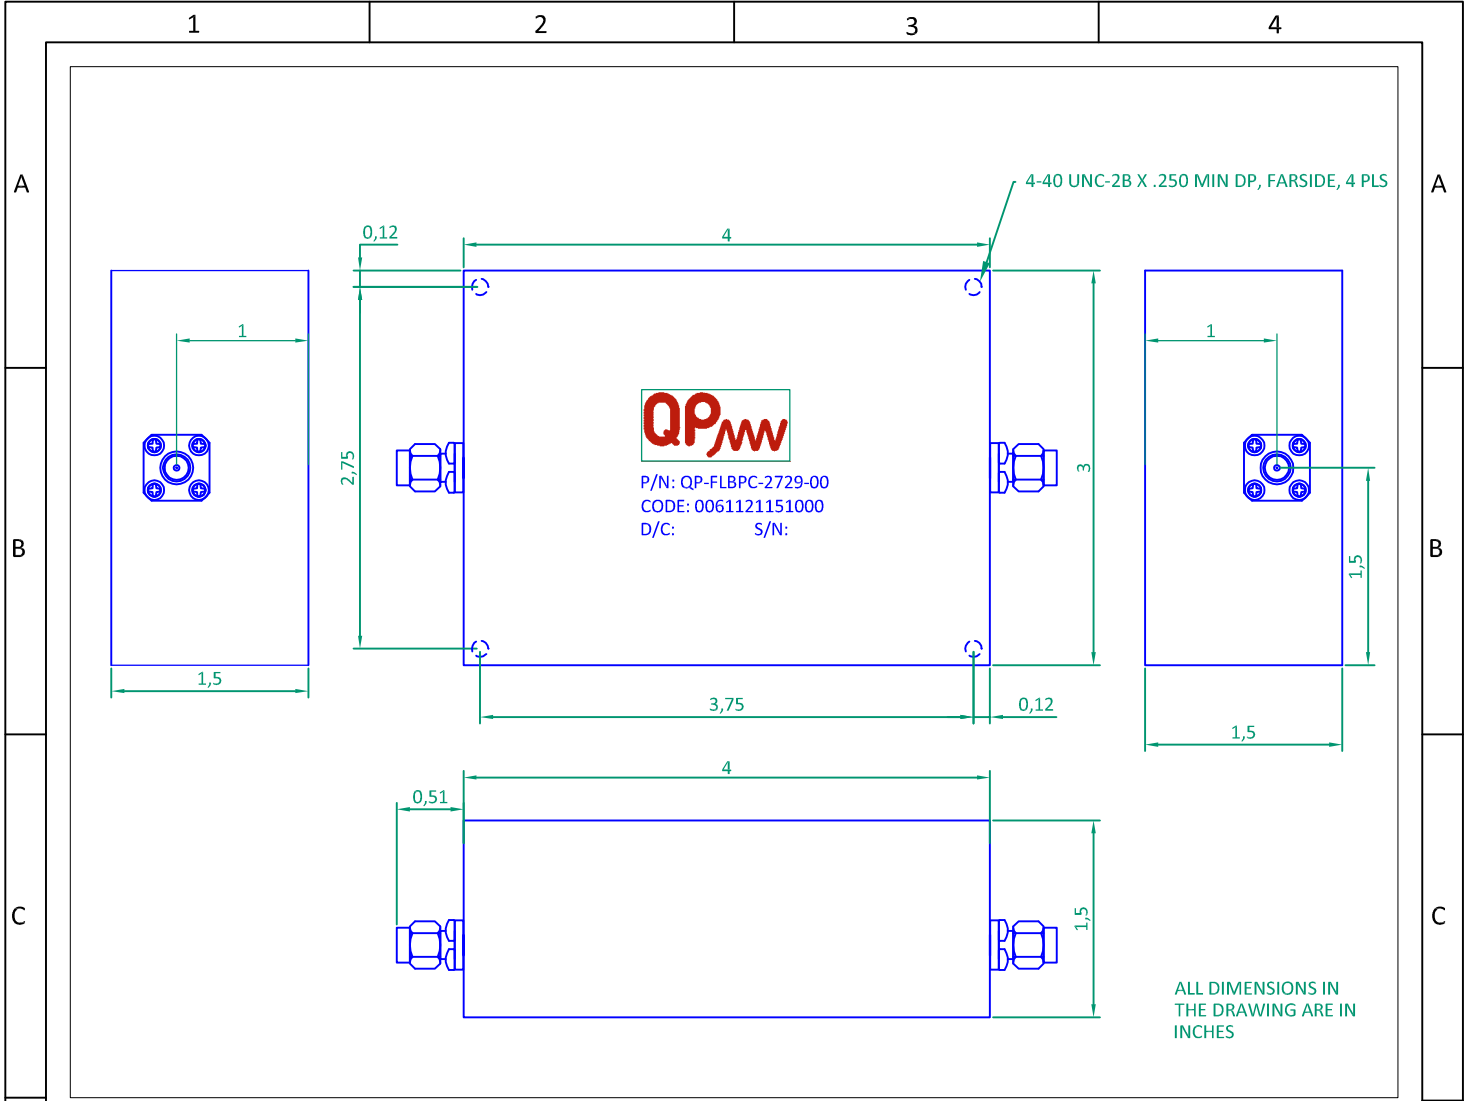 1 2 3 4
A A
4-40 UNC-2B X .250 MIN DP, FARSIDE, 4 PLS
0,12
4
1
1
QPMW
2,75
3
P/N: QP-FLBPC-2729-00
CODE: 0061121151000
D/C: S/N:
B B
1,5
1,5
3,75
0,12
1,5
4
0,51
C C
1,5
ALL DIMENSIONS IN
THE DRAWING ARE IN
INCHES